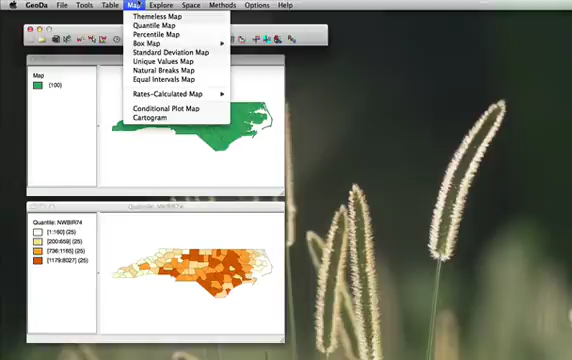 GeoDa File Tools Table Map Explore Space Methods Options Help
Themeless Map
Quantile Map
Percentile Map
Box Map
Standard Deviation Map
Unique Values Map
Natural Breaks Map
Equal Intervals Map
Rates-Calculated Map
Conditional Plot Map
Cartogram
Map
(100)
Quantile: NWBIR74
Quantile: NWBIR74
[1:160] (25)
[200:659] (25)
[736:1165] (25)
[1179:8027] (25)